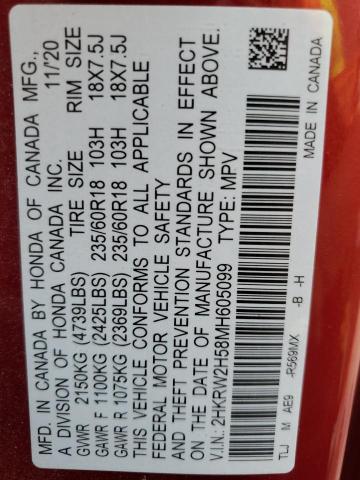 MFD. IN CANADA BY HONDA OF CANADA MFG.,
A DIVISION OF HONDA CANADA INC. 11/'20
TIRE SIZE RIM SIZE
GVWR 2150KG (4739LBS)
GAWR F 1100KG (2425LBS) 235/60R18 103H 18X7.5J
GAWR R 1075KG (2369LBS) 235/60R18 103H 18X7.5J
THIS VEHICLE CONFORMS TO ALL APPLICABLE
FEDERAL MOTOR VEHICLE SAFETY
AND THEFT PREVENTION STANDARDS IN EFFECT
ON THE DATE OF MANUFACTURE SHOWN ABOVE.
V.I.N.: 2HKRW2H58MH605099 TYPE: MPV
TLJ M AE9 -R569MX -B -H
MADE IN CANADA